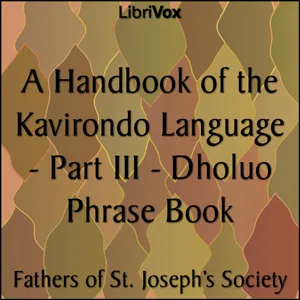 LibriVox
A Handbook of the
Kavirondo Language
- Part III - Dholuo
Phrase Book
Fathers of St. Joseph's Society